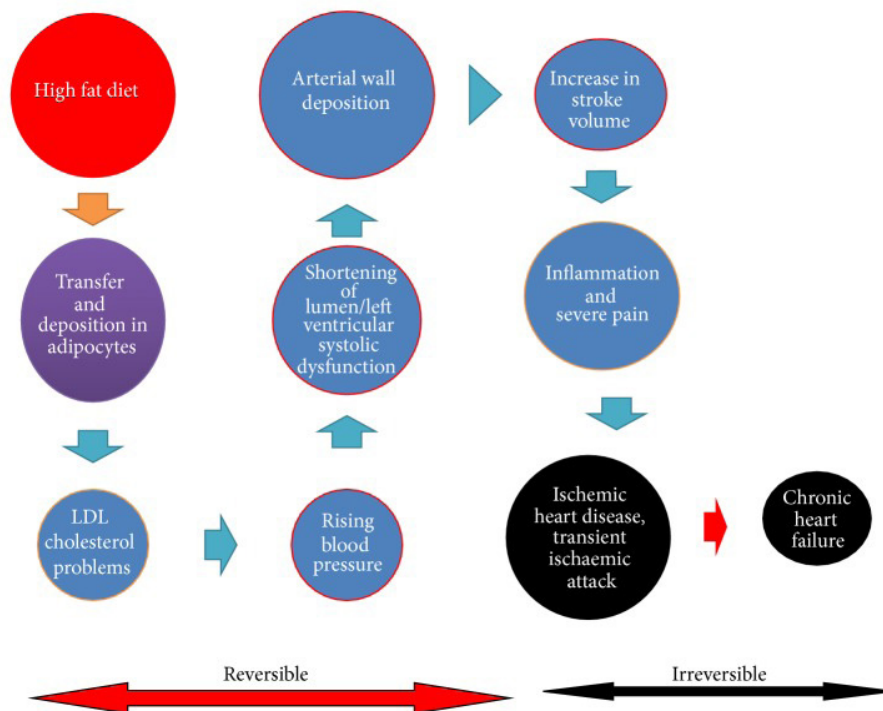 High fat diet
Transfer
and
deposition in
adipocytes
LDL
cholesterol
problems
Rising
blood
pressure
Shortening
of
lumen/left
ventricular
systolic
dysfunction
Arterial wall
deposition
Increase in
stroke
volume
Inflammation
and
severe pain
Ischemic
heart disease,
transient
ischaemic
attack
Chronic
heart
failure
Reversible
Irreversible